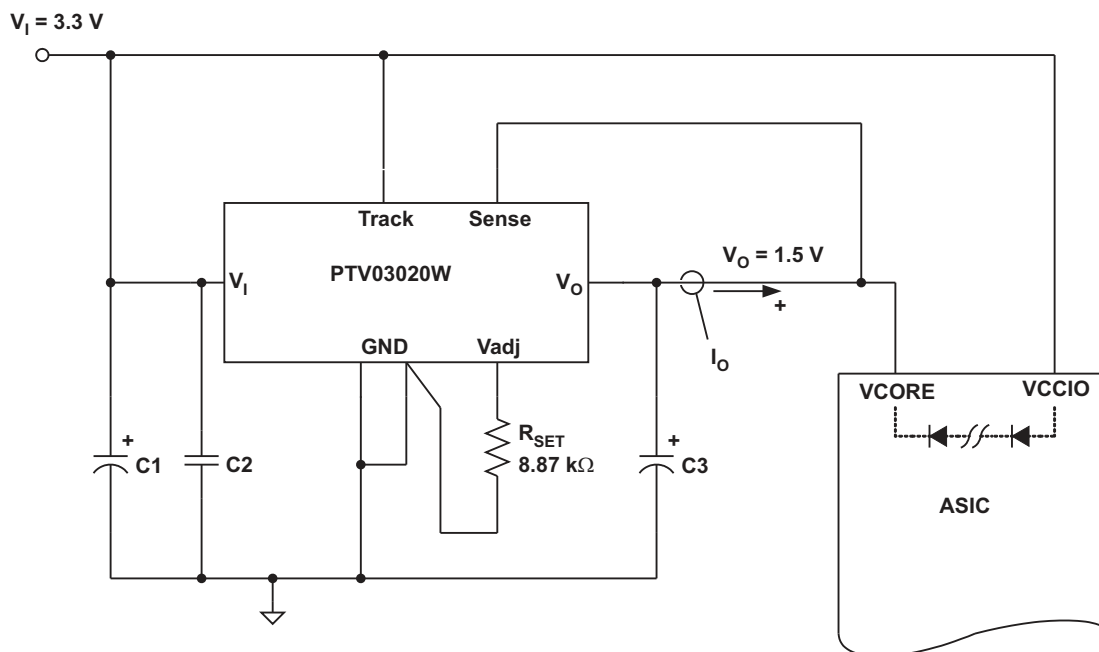 V_I = 3.3 V
Track
Sense
PTV03020W
V_I
V_O
V_O = 1.5 V
+
GND
Vadj
I_O
VCORE
VCCIO
+
C1
C2
R_SET
8.87 kΩ
+
C3
ASIC